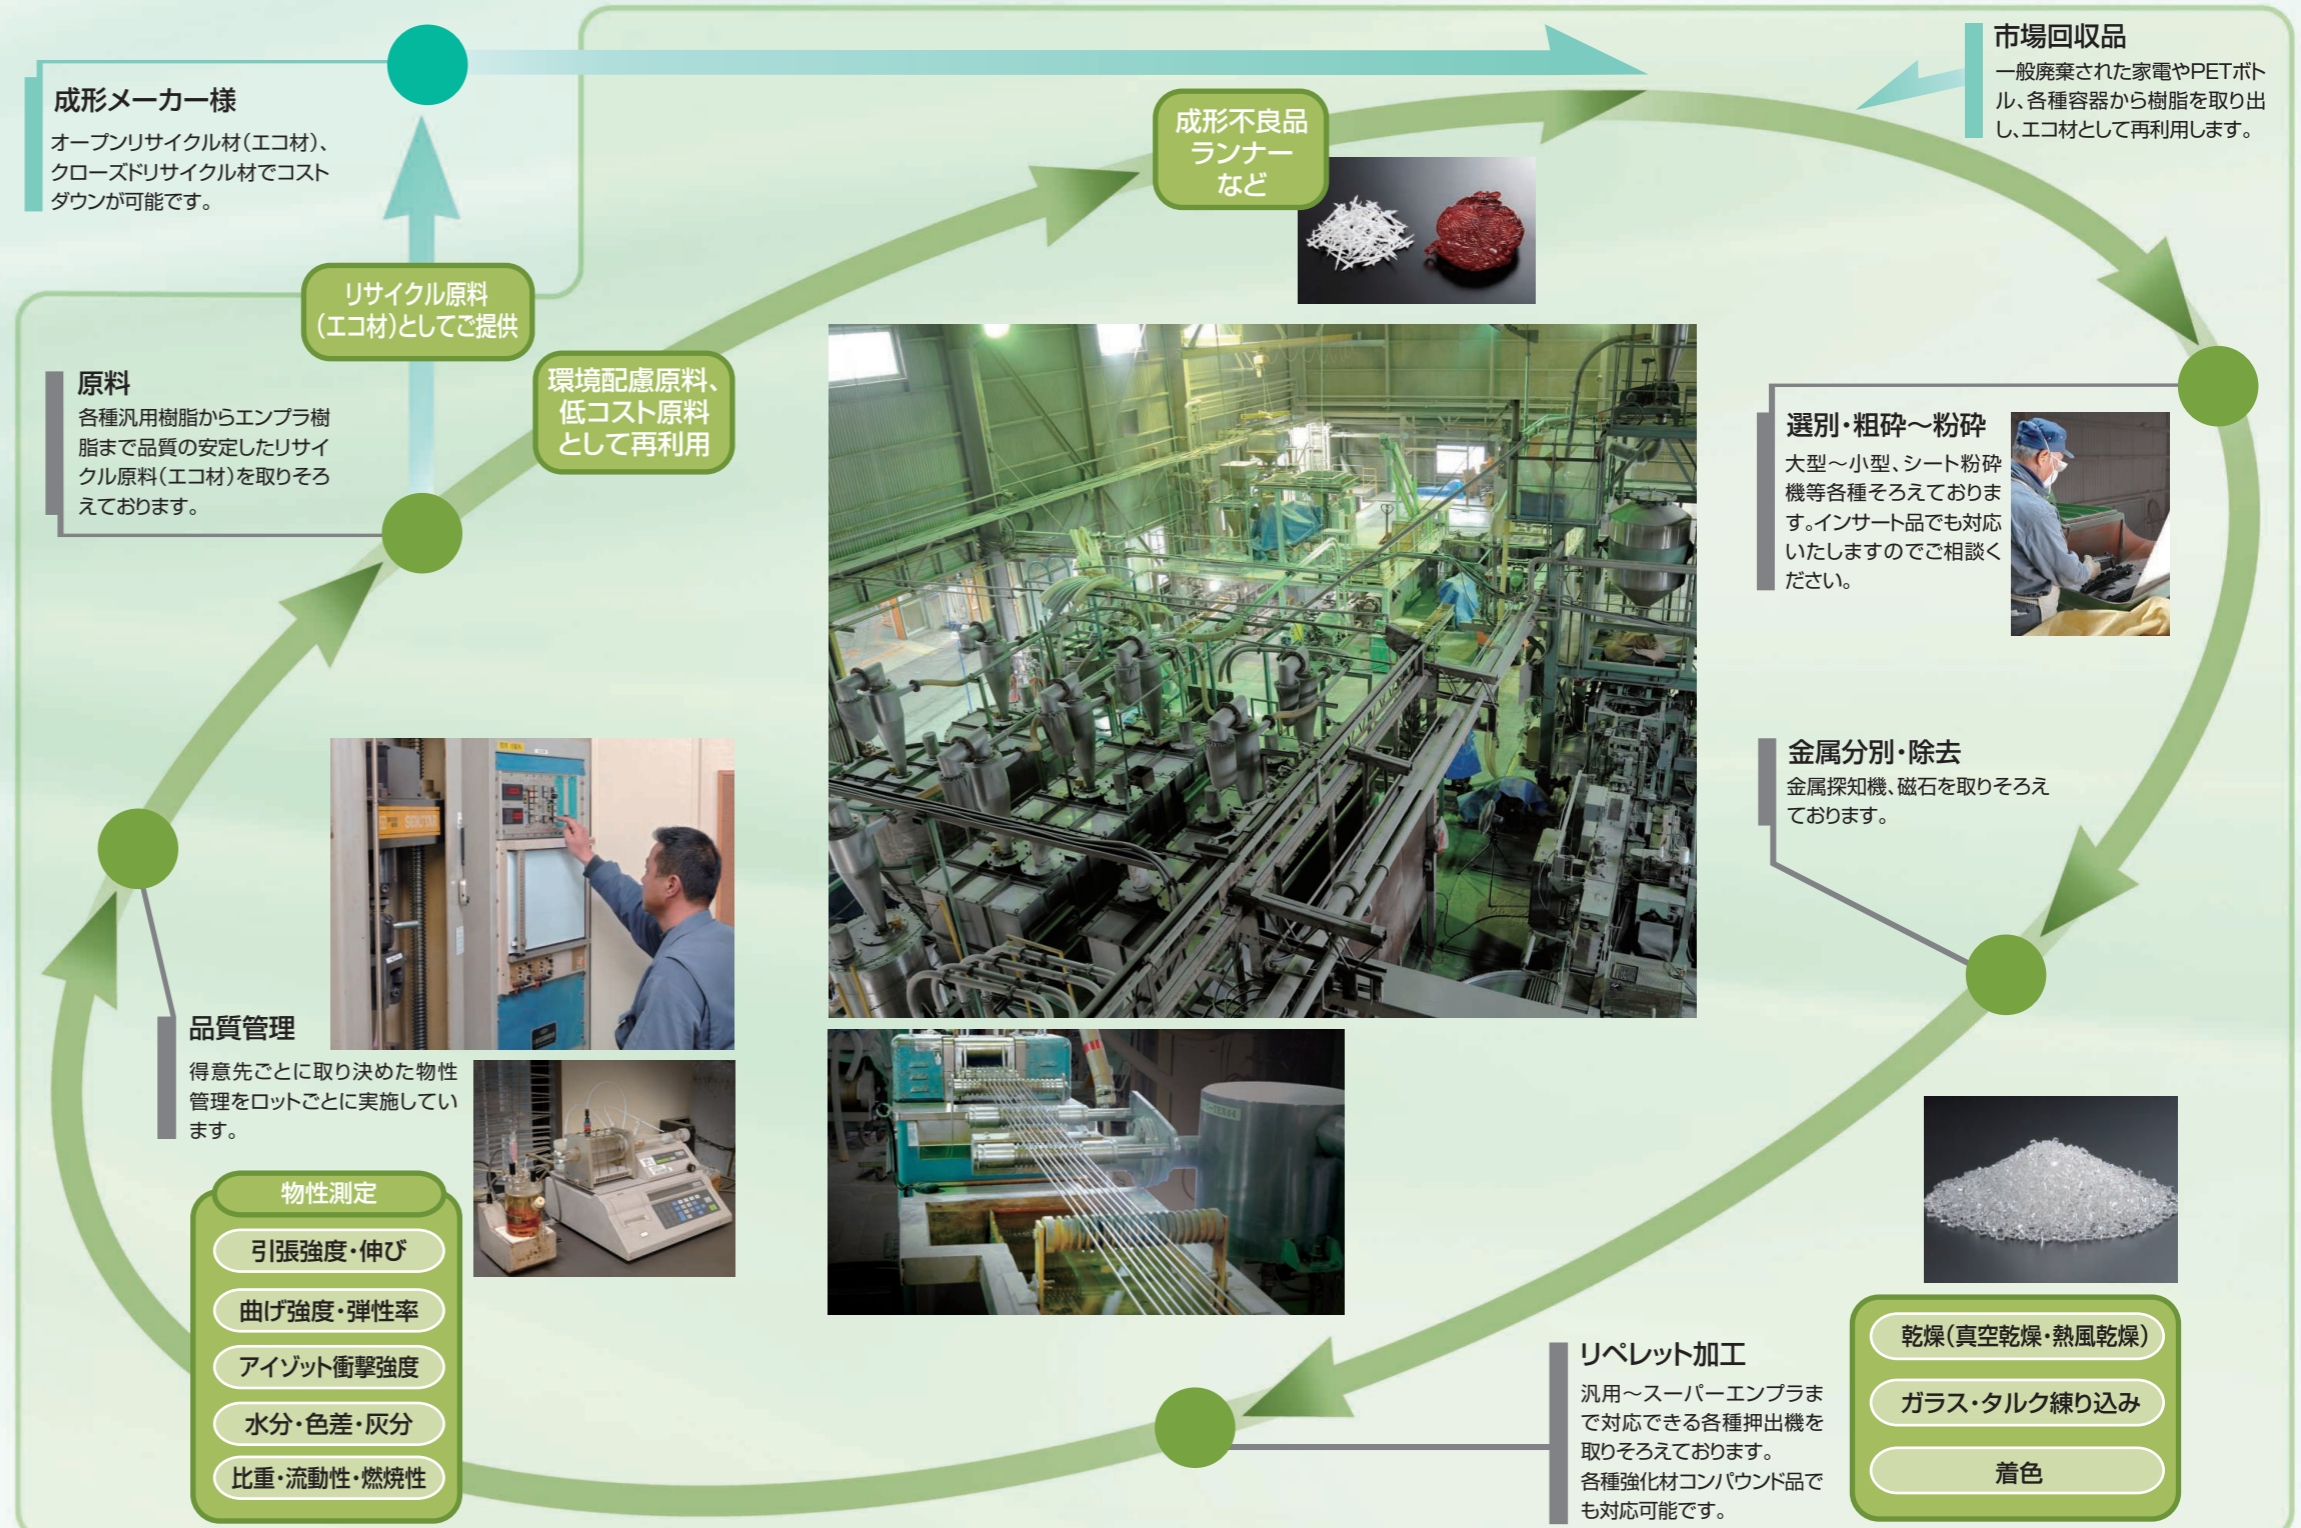 成形メーカー様
オープンリサイクル材（エコ材）、
クローズドリサイクル材でコスト
ダウンが可能です。
市場回収品
一般廃棄された家電やPETボト
ル、各種容器から樹脂を取り出
し、エコ材として再利用します。
成形不良品
ランナー
など
リサイクル原料
（エコ材）としてご提供
環境配慮原料、
低コスト原料
として再利用
原料
各種汎用樹脂からエンプラ樹
脂まで品質の安定したリサイ
クル原料（エコ材）を取りそろ
えております。
選別・粗砕～粉砕
大型～小型、シート粉砕
機等各種そろえておりま
す。インサート品でも対応
いたしますのでご相談く
ださい。
金属分別・除去
金属探知機、磁石を取りそろえ
ております。
品質管理
得意先ごとに取り決めた物性
管理をロットごとに実施してい
ます。
物性測定
引張強度・伸び
曲げ強度・弾性率
アイゾット衝撃強度
水分・色差・灰分
比重・流動性・燃焼性
リペレット加工
汎用～スーパーエンプラま
で対応できる各種押出機を
取りそろえております。
各種強化材コンパウンド品で
も対応可能です。
乾燥（真空乾燥・熱風乾燥）
ガラス・タルク練り込み
着色